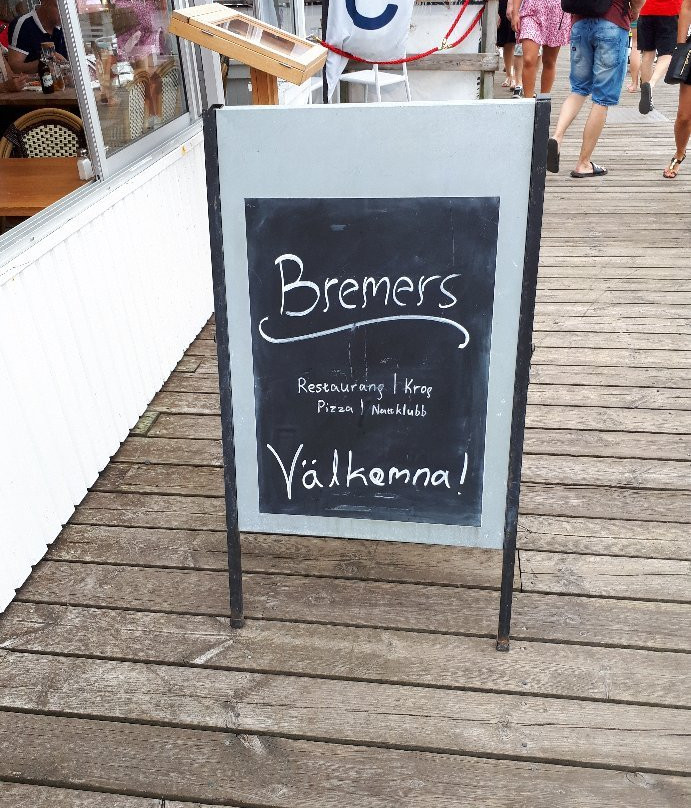 C
Bremers
Restaurang | Krog
Pizza | Nattklubb
Välkomna!